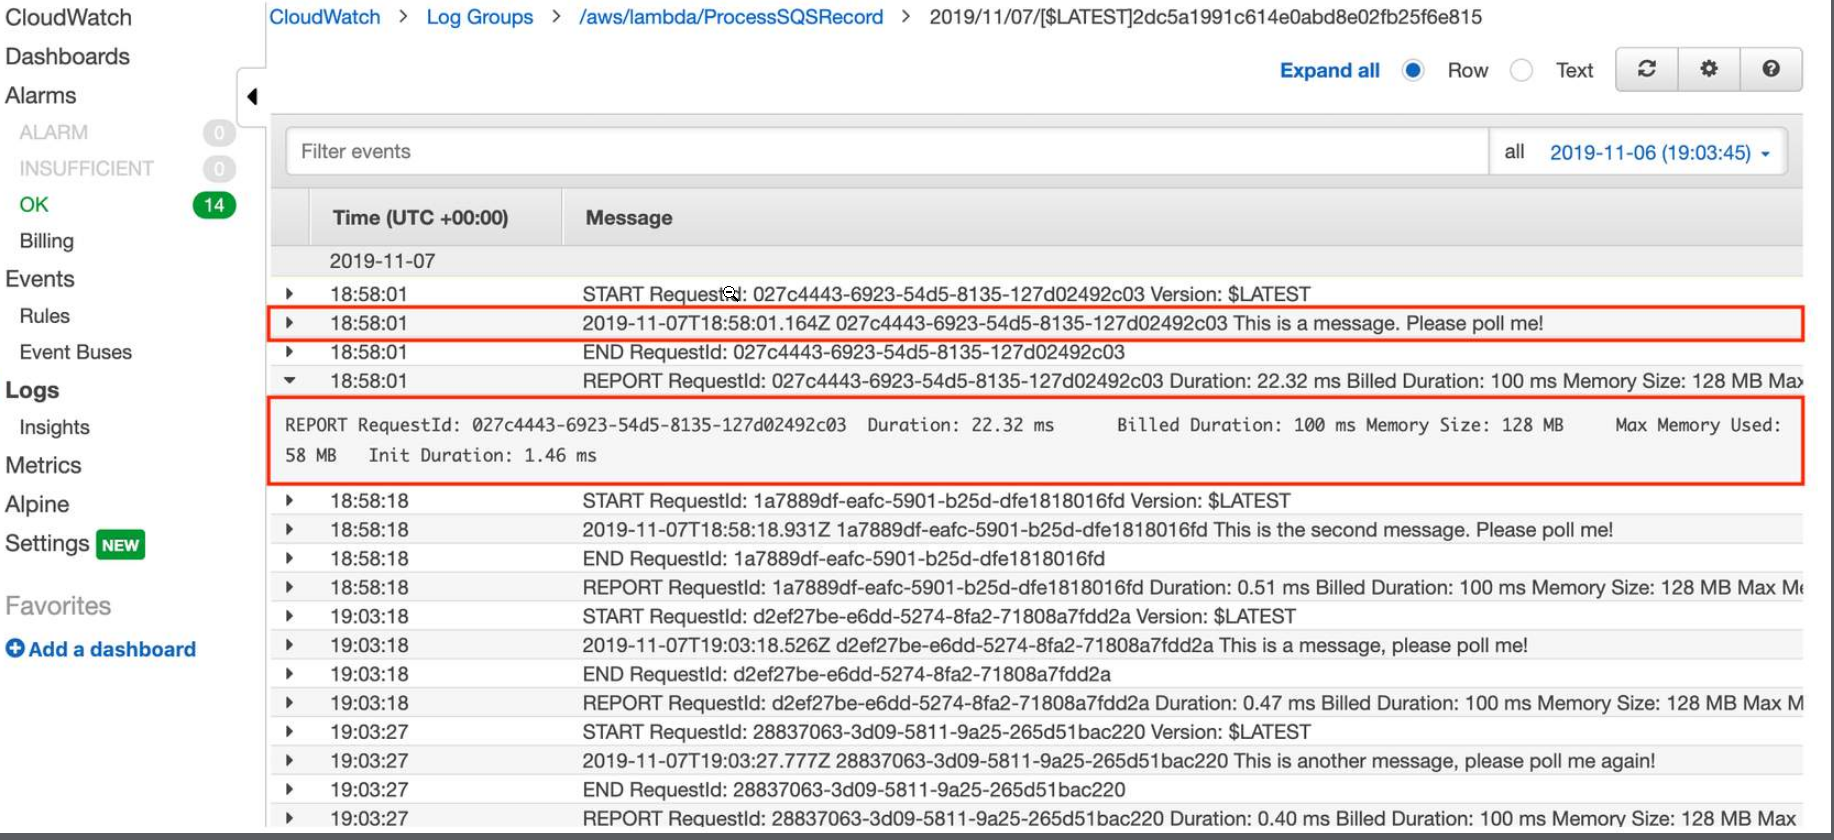 CloudWatch
Dashboards
Alarms
ALARM 0
INSUFFICIENT 0
OK 14
Billing
Events
Rules
Event Buses
Logs
Insights
Metrics
Alpine
Settings NEW
Favorites
Add a dashboard
CloudWatch > Log Groups > /aws/lambda/ProcessSQSRecord > 2019/11/07/[$LATEST]2dc5a1991c614e0abd8e02fb25f6e815
Expand all Row Text
Filter events all 2019-11-06 (19:03:45)
Time (UTC +00:00) Message
2019-11-07
18:58:01 START RequestId: 027c4443-6923-54d5-8135-127d02492c03 Version: $LATEST
18:58:01 2019-11-07T18:58:01.164Z 027c4443-6923-54d5-8135-127d02492c03 This is a message. Please poll me!
18:58:01 END RequestId: 027c4443-6923-54d5-8135-127d02492c03
18:58:01 REPORT RequestId: 027c4443-6923-54d5-8135-127d02492c03 Duration: 22.32 ms Billed Duration: 100 ms Memory Size: 128 MB Max
REPORT RequestId: 027c4443-6923-54d5-8135-127d02492c03 Duration: 22.32 ms Billed Duration: 100 ms Memory Size: 128 MB Max Memory Used:
58 MB Init Duration: 1.46 ms
18:58:18 START RequestId: 1a7889df-eafc-5901-b25d-dfe1818016fd Version: $LATEST
18:58:18 2019-11-07T18:58:18.931Z 1a7889df-eafc-5901-b25d-dfe1818016fd This is the second message. Please poll me!
18:58:18 END RequestId: 1a7889df-eafc-5901-b25d-dfe1818016fd
18:58:18 REPORT RequestId: 1a7889df-eafc-5901-b25d-dfe1818016fd Duration: 0.51 ms Billed Duration: 100 ms Memory Size: 128 MB Max Me
19:03:18 START RequestId: d2ef27be-e6dd-5274-8fa2-71808a7fdd2a Version: $LATEST
19:03:18 2019-11-07T19:03:18.526Z d2ef27be-e6dd-5274-8fa2-71808a7fdd2a This is a message, please poll me!
19:03:18 END RequestId: d2ef27be-e6dd-5274-8fa2-71808a7fdd2a
19:03:18 REPORT RequestId: d2ef27be-e6dd-5274-8fa2-71808a7fdd2a Duration: 0.47 ms Billed Duration: 100 ms Memory Size: 128 MB Max M
19:03:27 START RequestId: 28837063-3d09-5811-9a25-265d51bac220 Version: $LATEST
19:03:27 2019-11-07T19:03:27.777Z 28837063-3d09-5811-9a25-265d51bac220 This is another message, please poll me again!
19:03:27 END RequestId: 28837063-3d09-5811-9a25-265d51bac220
19:03:27 REPORT RequestId: 28837063-3d09-5811-9a25-265d51bac220 Duration: 0.40 ms Billed Duration: 100 ms Memory Size: 128 MB Max